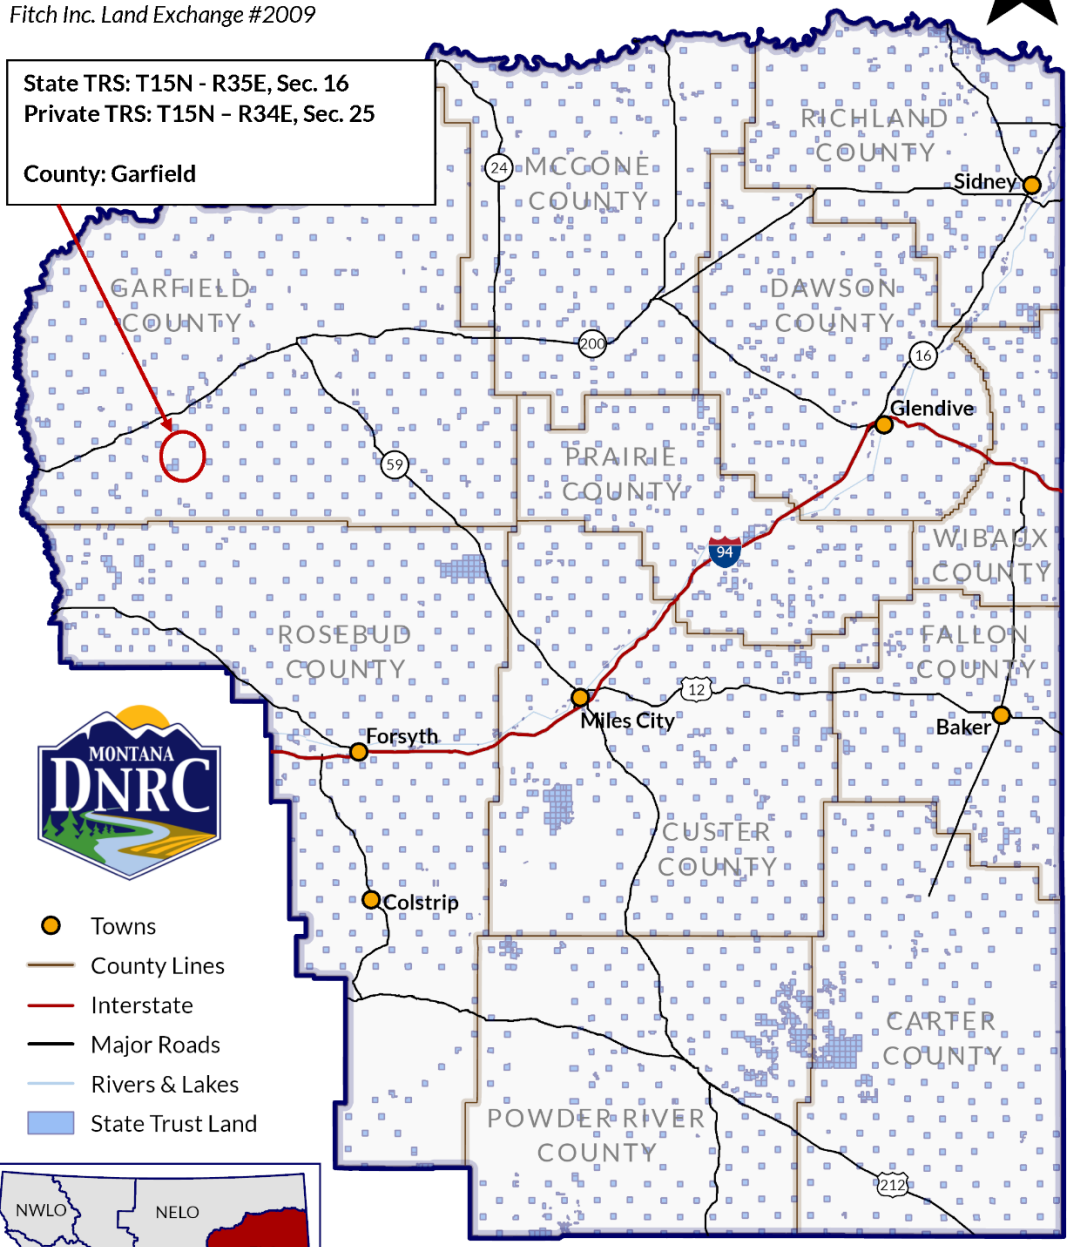 Fitch Inc. Land Exchange #2009
State TRS: T15N - R35E, Sec. 16
Private TRS: T15N – R34E, Sec. 25
County: Garfield
24
MCCONE
COUNTY
RICHLAND
COUNTY
Sidney
GARFIELD
COUNTY
DAWSON
COUNTY
200
16
Glendive
59
PRAIRIE
COUNTY
94
WIBAUX
COUNTY
ROSEBUD
COUNTY
FALLON
COUNTY
12
Miles City
Baker
Forsyth
MONTANA
DNRC
CUSTER
COUNTY
Colstrip
Towns
County Lines
Interstate
Major Roads
Rivers & Lakes
State Trust Land
CARTER
COUNTY
POWDER RIVER
COUNTY
212
NWLO
NELO